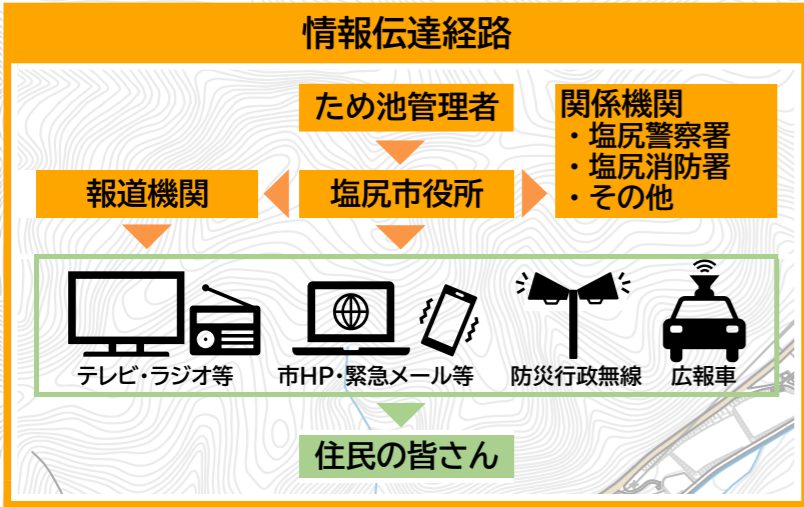 情報伝達経路
ため池管理者
関係機関
・塩尻警察署
・塩尻消防署
・その他
報道機関
塩尻市役所
テレビ・ラジオ等
市HP・緊急メール等
防災行政無線
広報車
住民の皆さん